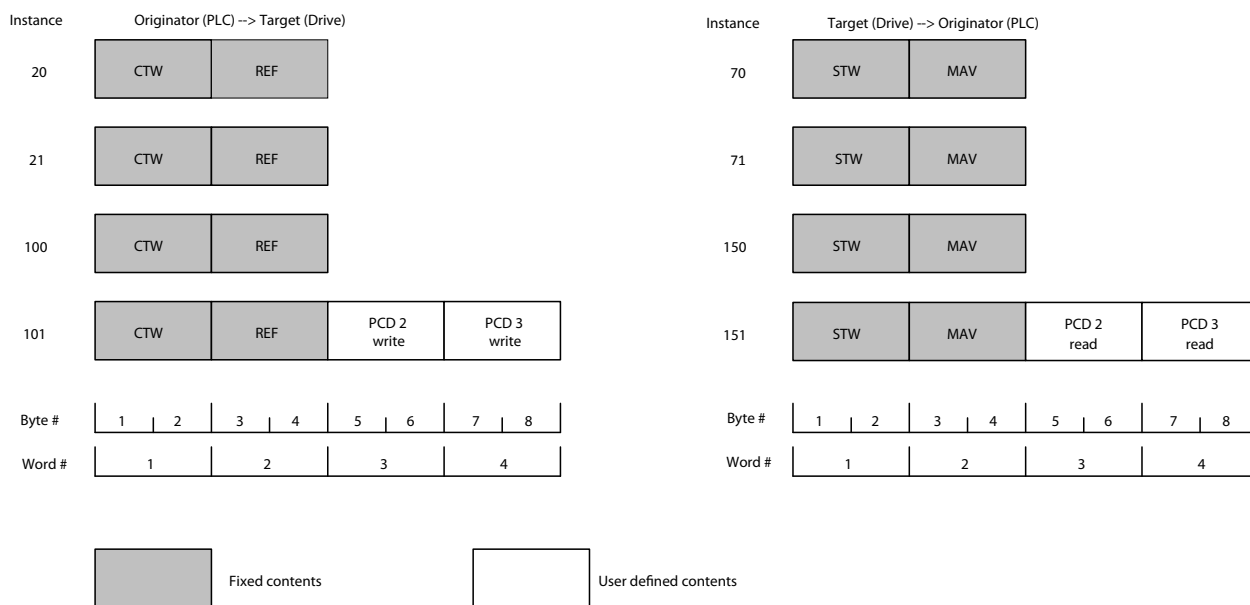 Instance Originator (PLC) --> Target (Drive)
20 CTW REF
21 CTW REF
100 CTW REF
101 CTW REF PCD 2 write PCD 3 write
Byte # 1 2 3 4 5 6 7 8
Word # 1 2 3 4
Instance Target (Drive) --> Originator (PLC)
70 STW MAV
71 STW MAV
150 STW MAV
151 STW MAV PCD 2 read PCD 3 read
Byte # 1 2 3 4 5 6 7 8
Word # 1 2 3 4
Fixed contents
User defined contents